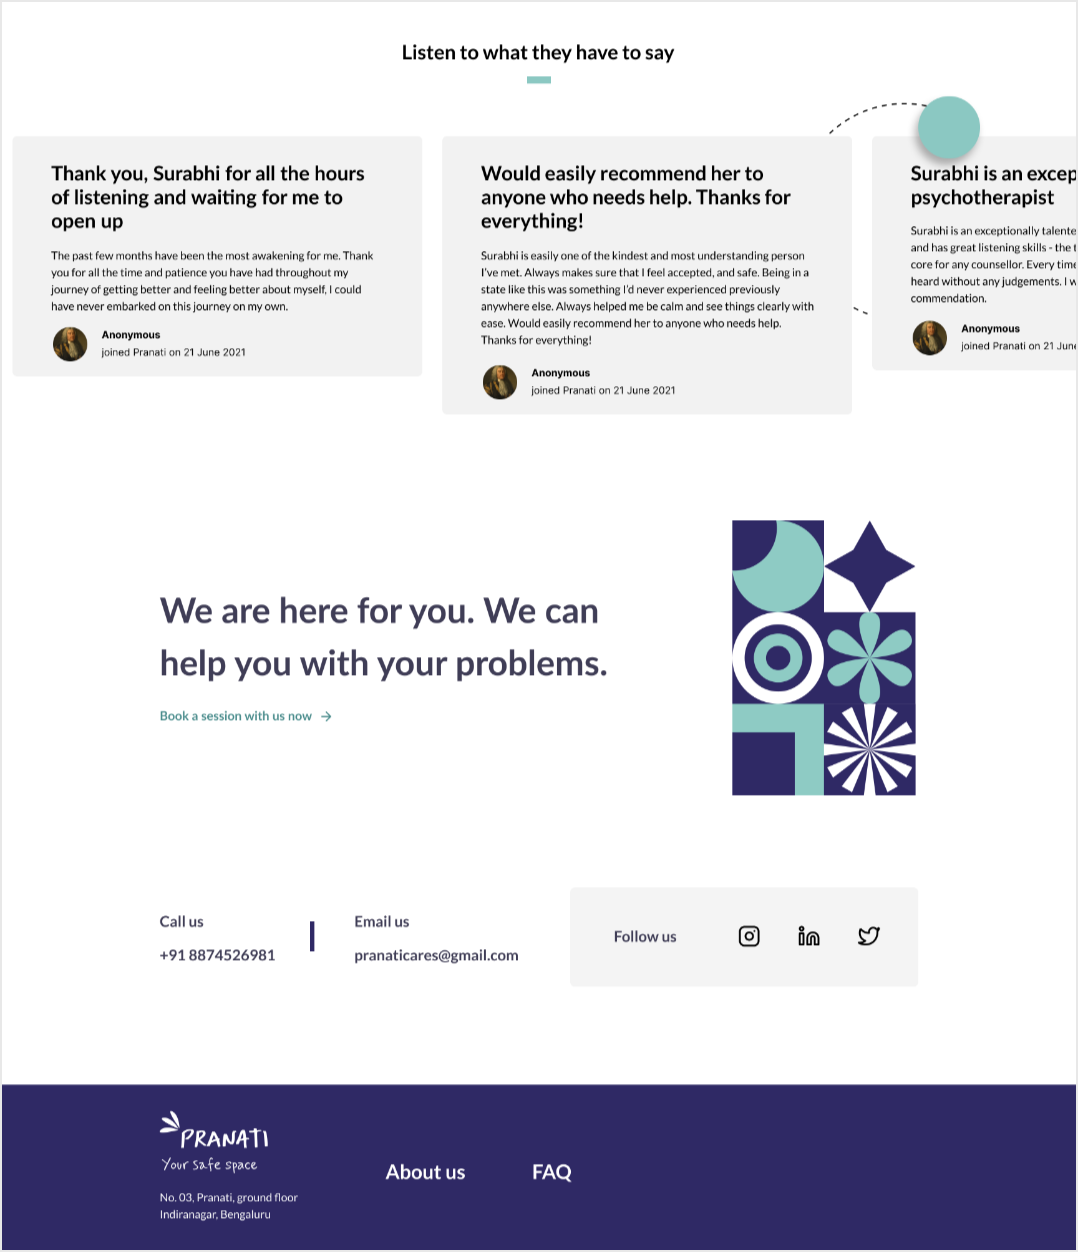 Listen to what they have to say
Thank you, Surabhi for all the hours
of listening and waiting for me to
open up
The past few months have been the most awakening for me. Thank
you for all the time and patience you have had throughout my
journey of getting better and feeling better about myself, I could
have never embarked on this journey on my own.
Anonymous
joined Pranati on 21 June 2021
Would easily recommend her to
anyone who needs help. Thanks for
everything!
Surabhi is easily one of the kindest and most understanding person
I've met. Always makes sure that I feel accepted, and safe. Being in a
state like this was something I'd never experienced previously
anywhere else. Always helped me be calm and see things clearly with
ease. Would easily recommend her to anyone who needs help.
Thanks for everything!
Anonymous
joined Pranati on 21 June 2021
Surabhi is an excep
psychotherapist
Surabhi is an exceptionally talente
and has great listening skills - the t
core for any counsellor. Every time
heard without any judgements. I w
commendation.
Anonymous
joined Pranati on 21 June
We are here for you. We can
help you with your problems.
Book a session with us now
Call us
+91 8874526981
Email us
pranaticares@gmail.com
Follow us
PRANATI
Your safe space
No. 03, Pranati, ground floor
Indiranagar, Bengaluru
About us
FAQ